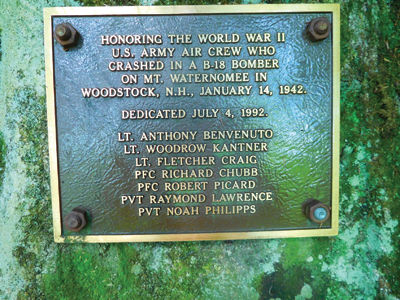 HONORING THE WORLD WAR II
U.S. ARMY AIR CREW WHO
CRASHED IN A B-18 BOMBER
ON MT. WATERNOMEE IN
WOODSTOCK, N.H., JANUARY 14, 1942.
DEDICATED JULY 4, 1992.
LT. ANTHONY BENVENUTO
LT. WOODROW KANTNER
LT. FLETCHER CRAIG
PFC RICHARD CHUBB
PFC ROBERT PICARD
PVT RAYMOND LAWRENCE
PVT NOAH PHILIPPS